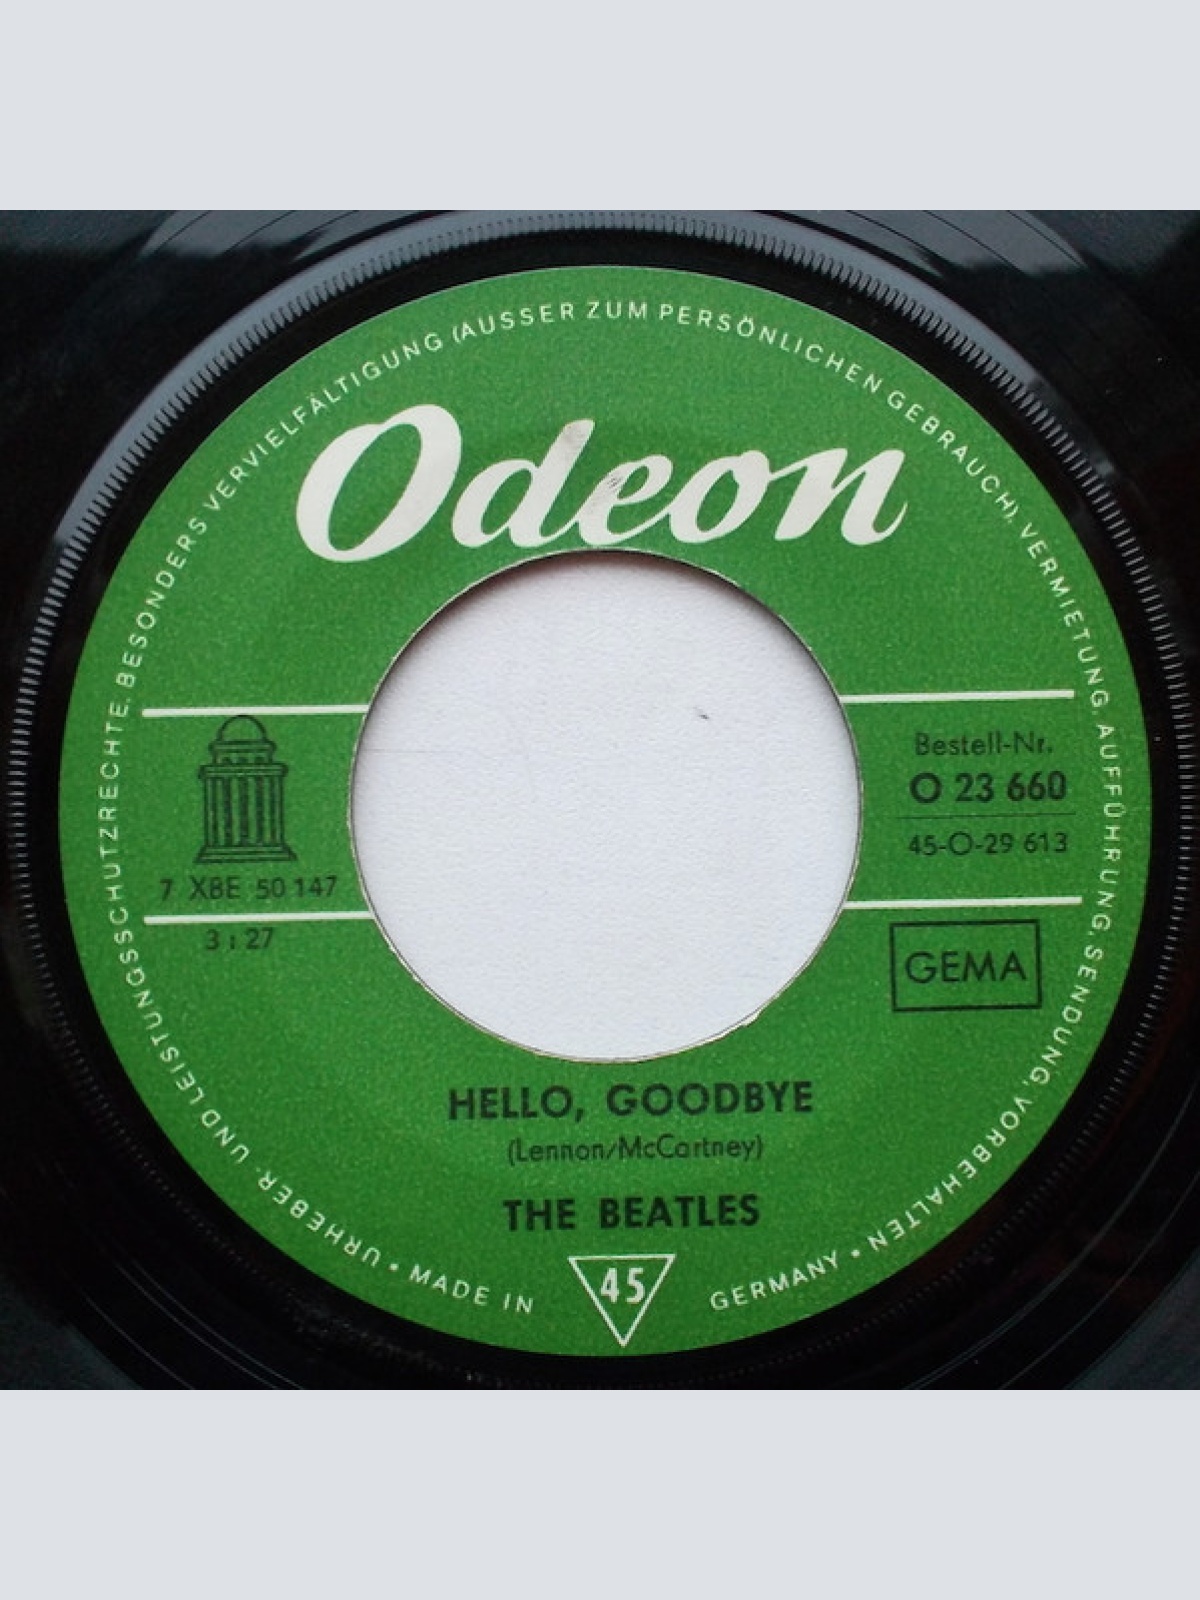 URHEBER- UND LEISTUNGSSCHUTZRECHTE, BESONDERS VERVIELFÄLTIGUNG (AUSSER ZUM PERSÖNLICHEN GEBRAUCH), VERMIETUNG, AUFFÜHRUNG, SENDUNG, VORBEHALTEN •
Odeon
Bestell-Nr.
O 23 660
45-O-29 613
7 XBE 50 147
3 : 27
GEMA
HELLO, GOODBYE
(Lennon/McCartney)
THE BEATLES
• MADE IN 45 GERMANY